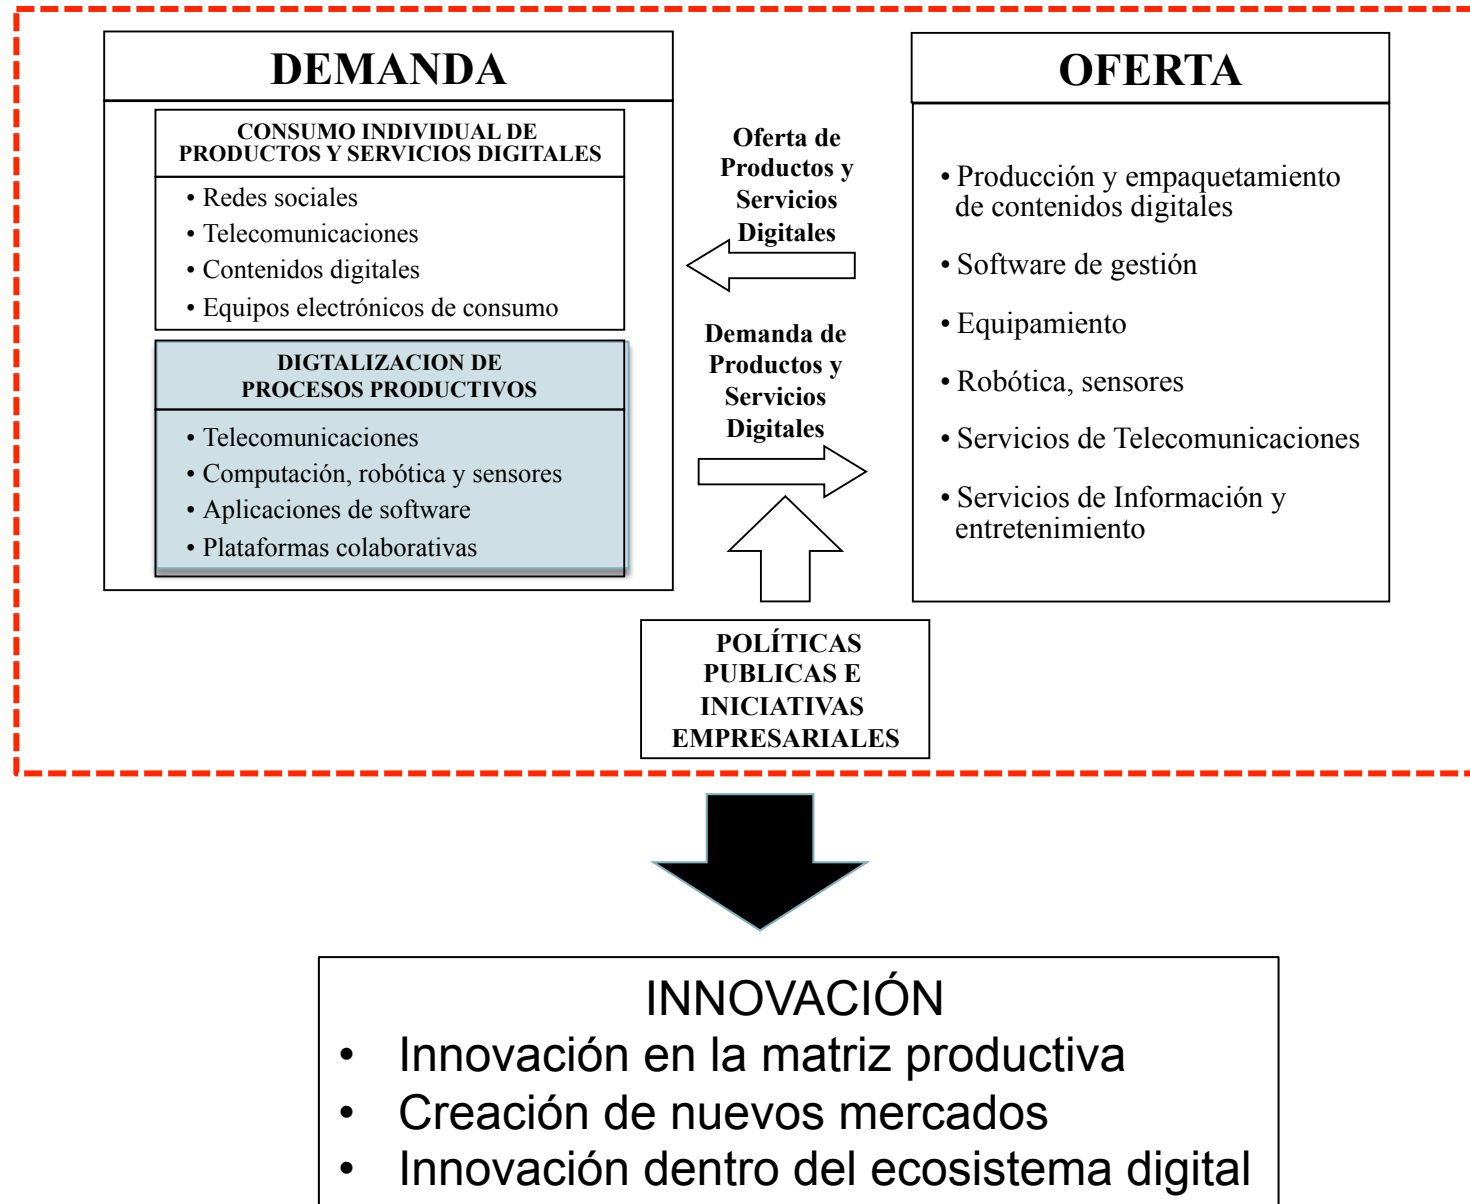 DEMANDA
CONSUMO INDIVIDUAL DE
PRODUCTOS Y SERVICIOS DIGITALES
• Redes sociales
• Telecomunicaciones
• Contenidos digitales
• Equipos electrónicos de consumo
DIGTALIZACION DE
PROCESOS PRODUCTIVOS
• Telecomunicaciones
• Computación, robótica y sensores
• Aplicaciones de software
• Plataformas colaborativas
Oferta de
Productos y
Servicios
Digitales
Demanda de
Productos y
Servicios
Digitales
OFERTA
• Producción y empaquetamiento
de contenidos digitales
• Software de gestión
• Equipamiento
• Robótica, sensores
• Servicios de Telecomunicaciones
• Servicios de Información y
entretenimiento
POLÍTICAS
PUBLICAS E
INICIATIVAS
EMPRESARIALES
INNOVACIÓN
• Innovación en la matriz productiva
• Creación de nuevos mercados
• Innovación dentro del ecosistema digital